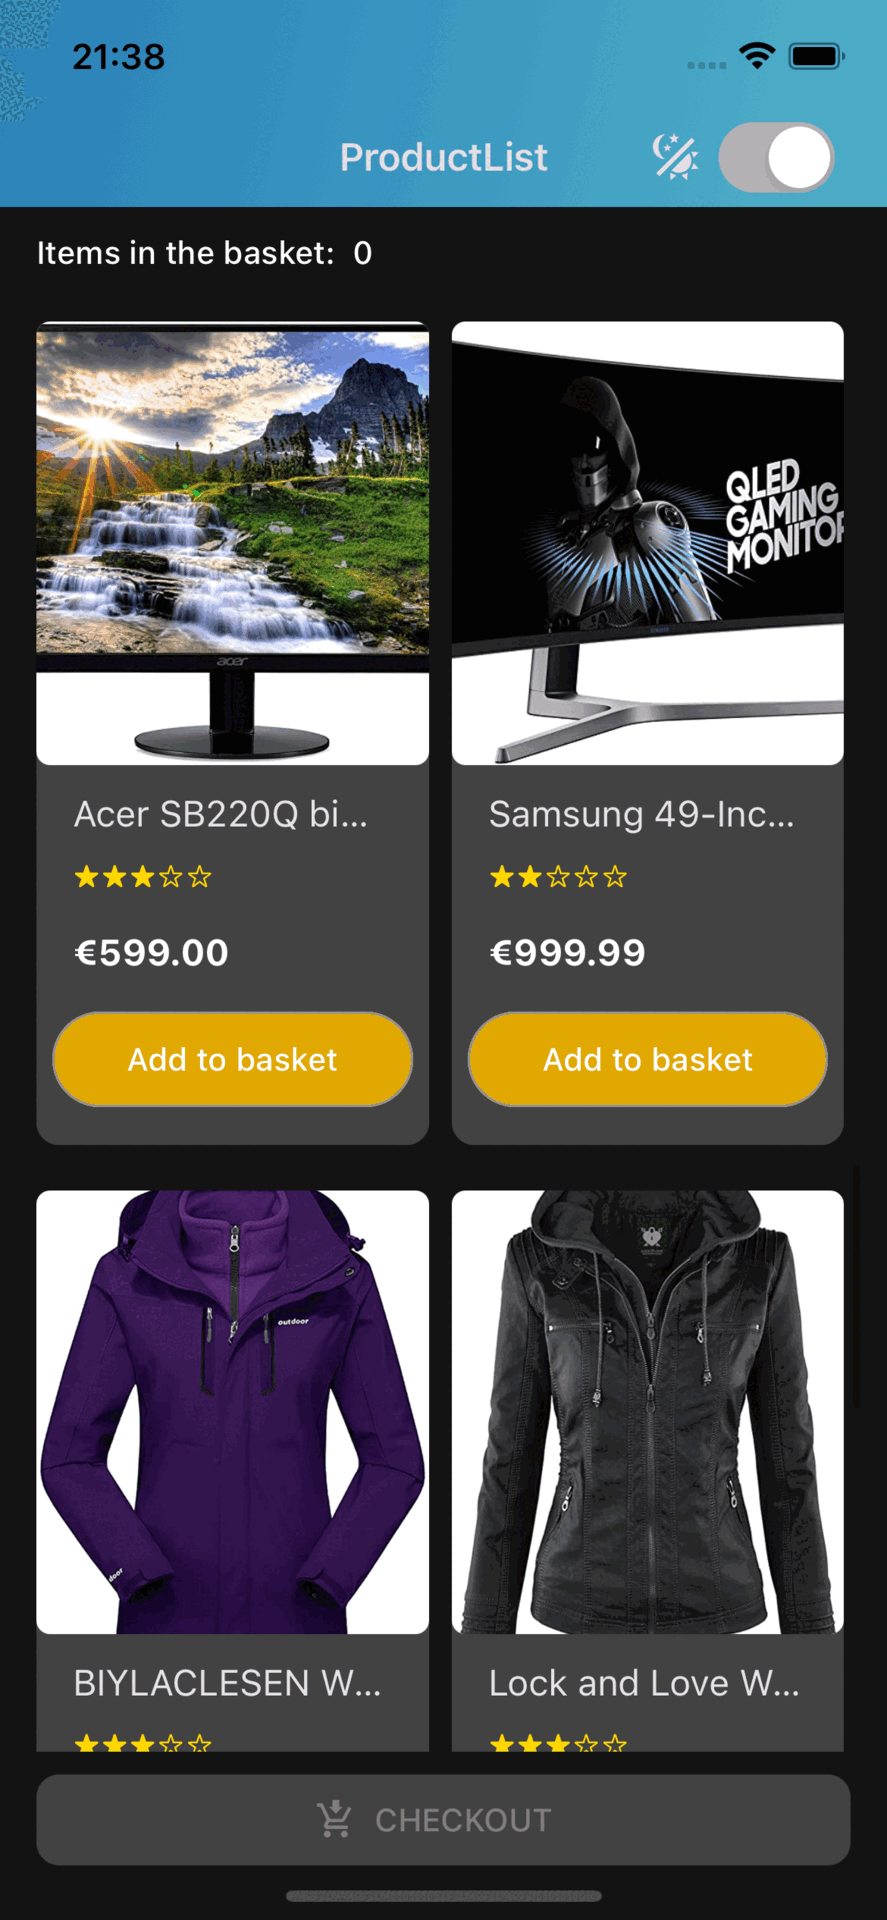 21:38
ProductList
Items in the basket: 0
acer
QLED
GAMING
MONITOR
Acer SB220Q bi...
Samsung 49-Inc...
€599.00
€999.99
Add to basket
Add to basket
outdoor
door
BIYLACLESEN W...
Lock and Love W...
CHECKOUT